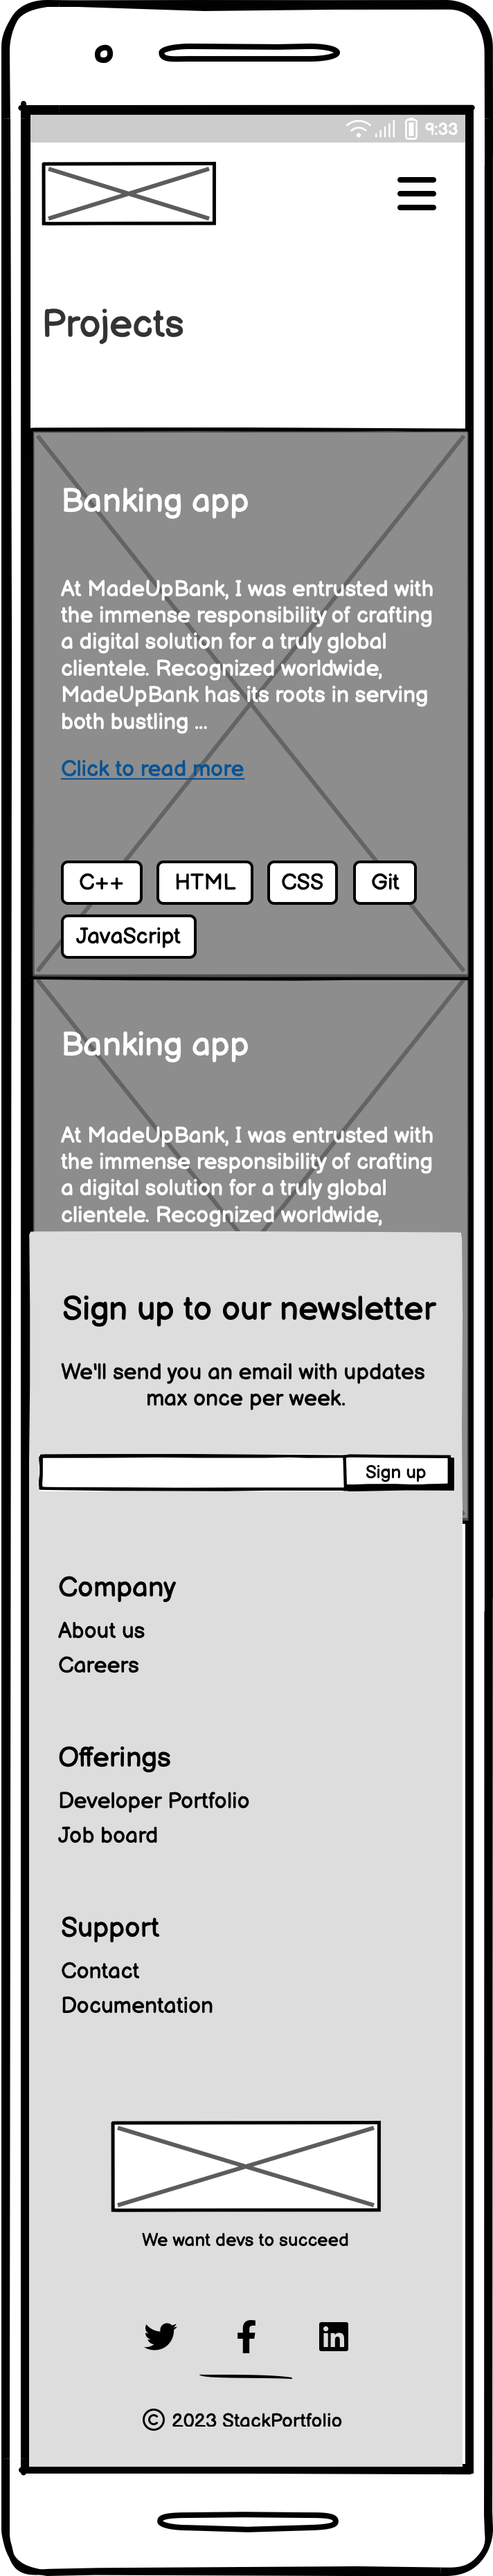 9:33
Projects
Banking app
At MadeUpBank, I was entrusted with
the immense responsibility of crafting
a digital solution for a truly global
clientele. Recognized worldwide,
MadeUpBank has its roots in serving
both bustling ...
Click to read more
C++ HTML CSS Git
JavaScript
Banking app
At MadeUpBank, I was entrusted with
the immense responsibility of crafting
a digital solution for a truly global
clientele. Recognized worldwide,
Sign up to our newsletter
We'll send you an email with updates
max once per week.
Sign up
Company
About us
Careers
Offerings
Developer Portfolio
Job board
Support
Contact
Documentation
We want devs to succeed
© 2023 StackPortfolio